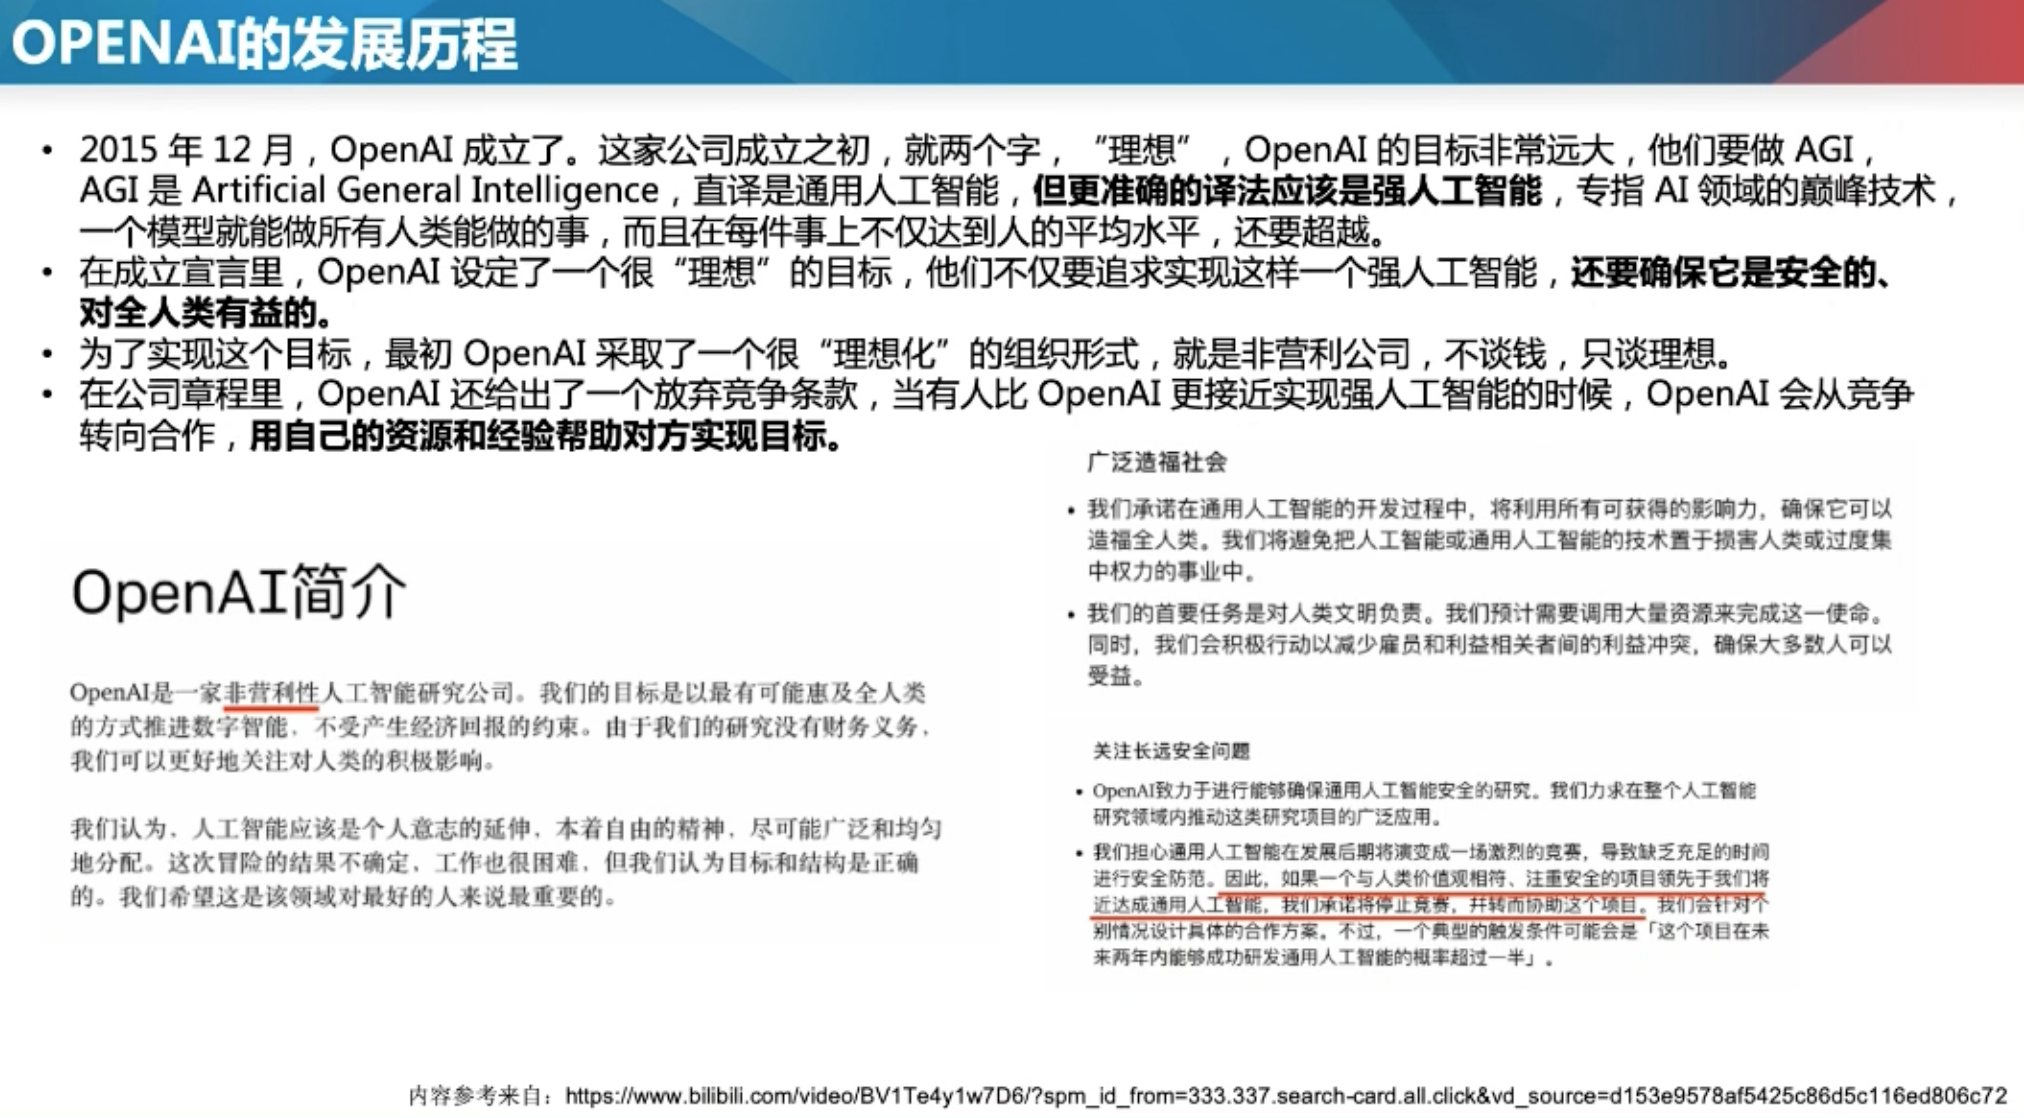 OPENAI的发展历程
• 2015 年 12 月，OpenAI 成立了。这家公司成立之初，就两个字，“理想”，OpenAI 的目标非常远大，他们要做 AGI，
AGI 是 Artificial General Intelligence，直译是通用人工智能，但更准确的译法应该是强人工智能，专指 AI 领域的巅峰技术，
一个模型就能做所有人类能做的事，而且在每件事上不仅达到人的平均水平，还要超越。
• 在成立宣言里，OpenAI 设定了一个很“理想”的目标，他们不仅要追求实现这样一个强人工智能，还要确保它是安全的、
对全人类有益的。
• 为了实现这个目标，最初 OpenAI 采取了一个很“理想化”的组织形式，就是非营利公司，不谈钱，只谈理想。
• 在公司章程里，OpenAI 还给出了一个放弃竞争条款，当有人比 OpenAI 更接近实现强人工智能的时候，OpenAI 会从竞争
转向合作，用自己的资源和经验帮助对方实现目标。
OpenAI简介
OpenAI是一家非营利性人工智能研究公司。我们的目标是以最有可能惠及全人类
的方式推进数字智能，不受产生经济回报的约束。由于我们的研究没有财务义务，
我们可以更好地关注对人类的积极影响。
我们认为，人工智能应该是个人意志的延伸，本着自由的精神，尽可能广泛和均匀
地分配。这次冒险的结果不确定，工作也很困难，但我们认为目标和结构是正确
的。我们希望这是该领域对最好的人来说最重要的。
广泛造福社会
• 我们承诺在通用人工智能的开发过程中，将利用所有可获得的影响力，确保它可以
造福全人类。我们将避免把人工智能或通用人工智能的技术置于损害人类或过度集
中权力的事业中。
• 我们的首要任务是对人类文明负责。我们预计需要调用大量资源来完成这一使命。
同时，我们会积极行动以减少雇员和利益相关者间的利益冲突，确保大多数人可以
受益。
关注长远安全问题
• OpenAI致力于进行能够确保通用人工智能安全的研究。我们力求在整个人工智能
研究领域内推动这类研究项目的广泛应用。
• 我们担心通用人工智能在发展后期将演变成一场激烈的竞赛，导致缺乏充足的时间
进行安全防范。因此，如果一个与人类价值观相符、注重安全的项目领先于我们将
近达成通用人工智能，我们承诺将停止竞赛，并转而协助这个项目。我们会针对个
别情况设计具体的合作方案。不过，一个典型的触发条件可能会是「这个项目在未
来两年内能够成功研发通用人工智能的概率超过一半」。
内容参考来自：https://www.bilibili.com/video/BV1Te4y1w7D6/?spm_id_from=333.337.search-card.all.click&vd_source=d153e9578af5425c86d5c116ed806c72